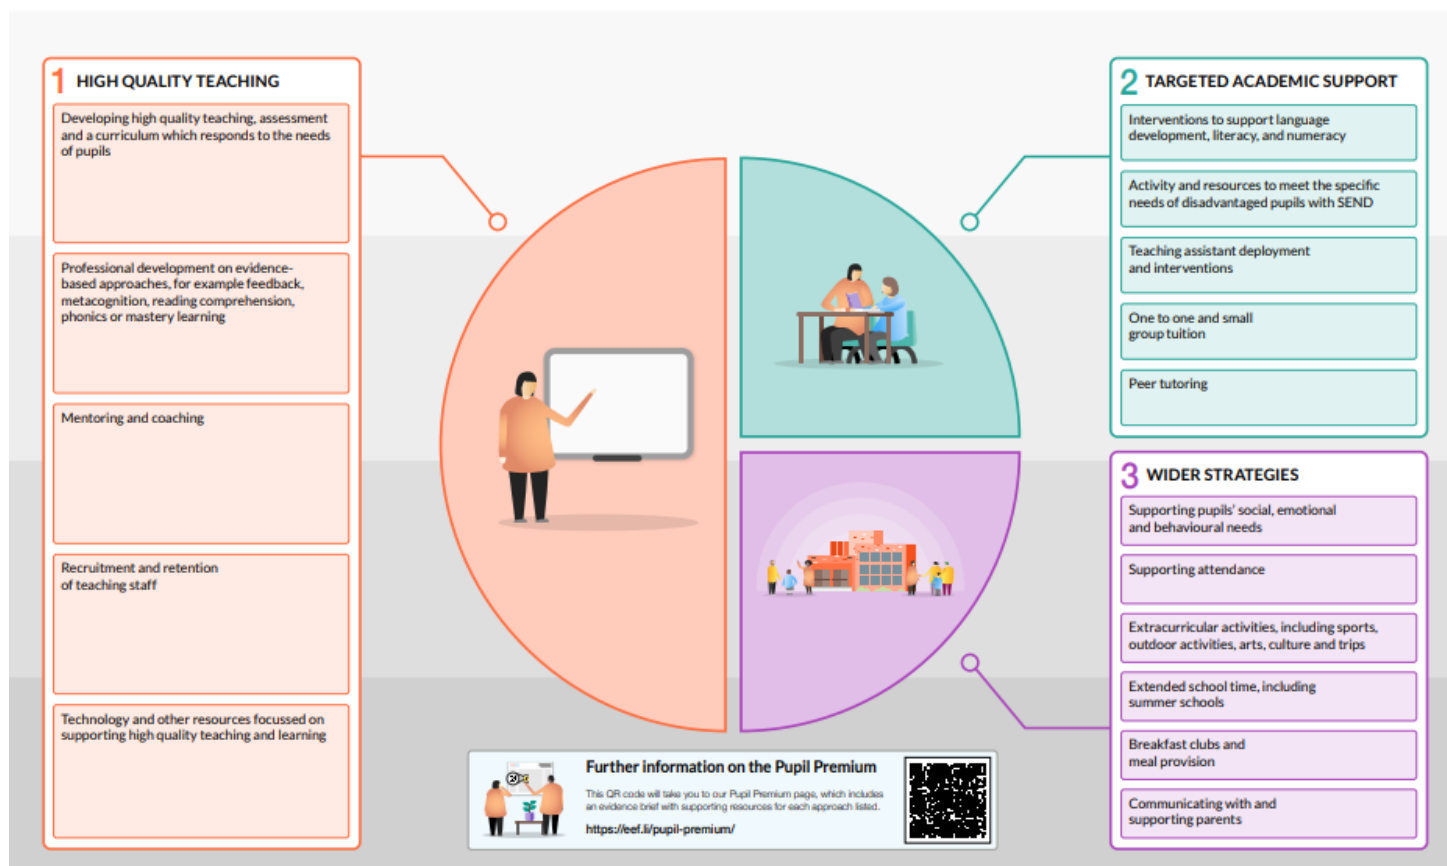 1 HIGH QUALITY TEACHING
Developing high quality teaching, assessment
and a curriculum which responds to the needs
of pupils
Professional development on evidence-
based approaches, for example feedback,
metacognition, reading comprehension,
phonics or mastery learning
Mentoring and coaching
Recruitment and retention
of teaching staff
Technology and other resources focussed on
supporting high quality teaching and learning
2 TARGETED ACADEMIC SUPPORT
Interventions to support language
development, literacy, and numeracy
Activity and resources to meet the specific
needs of disadvantaged pupils with SEND
Teaching assistant deployment
and interventions
One to one and small
group tuition
Peer tutoring
3 WIDER STRATEGIES
Supporting pupils' social, emotional
and behavioural needs
Supporting attendance
Extracurricular activities, including sports,
outdoor activities, arts, culture and trips
Extended school time, including
summer schools
Breakfast clubs and
meal provision
Communicating with and
supporting parents
Further information on the Pupil Premium
This QR code will take you to our Pupil Premium page, which includes
an evidence brief with supporting resources for each approach listed.
https://eef.li/pupil-premium/